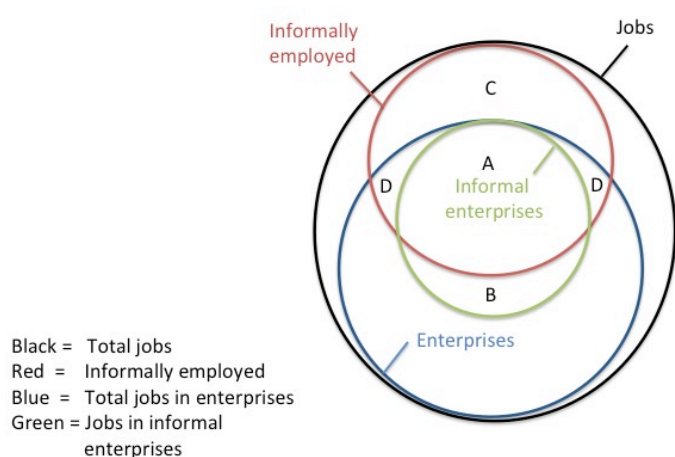 Jobs
Informally
employed
C
A
D
D
Informal
enterprises
B
Enterprises
Black = Total jobs
Red = Informally employed
Blue = Total jobs in enterprises
Green = Jobs in informal
enterprises